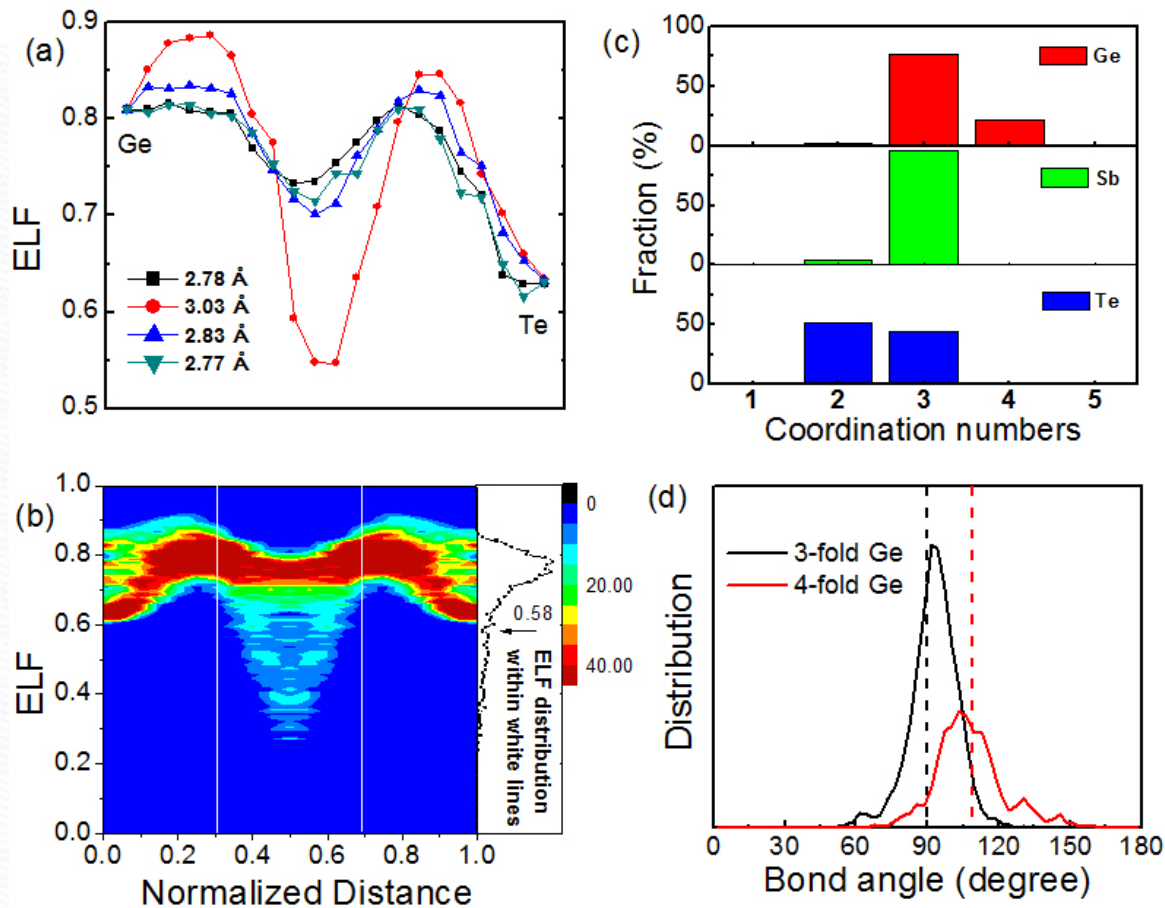 (a)
0.9
0.8
0.7
0.6
0.5
ELF
Ge
Te
2.78 Å
3.03 Å
2.83 Å
2.77 Å
(b)
1.0
0.8
0.6
0.4
0.2
0.0
ELF
0.0 0.2 0.4 0.6 0.8 1.0
Normalized Distance
0.58
ELF distribution
within white lines
0
20.00
40.00
(c)
100
50
0
50
0
50
0
Fraction (%)
Ge
Sb
Te
1 2 3 4 5
Coordination numbers
(d)
3-fold Ge
4-fold Ge
Distribution
0 30 60 90 120 150 180
Bond angle (degree)